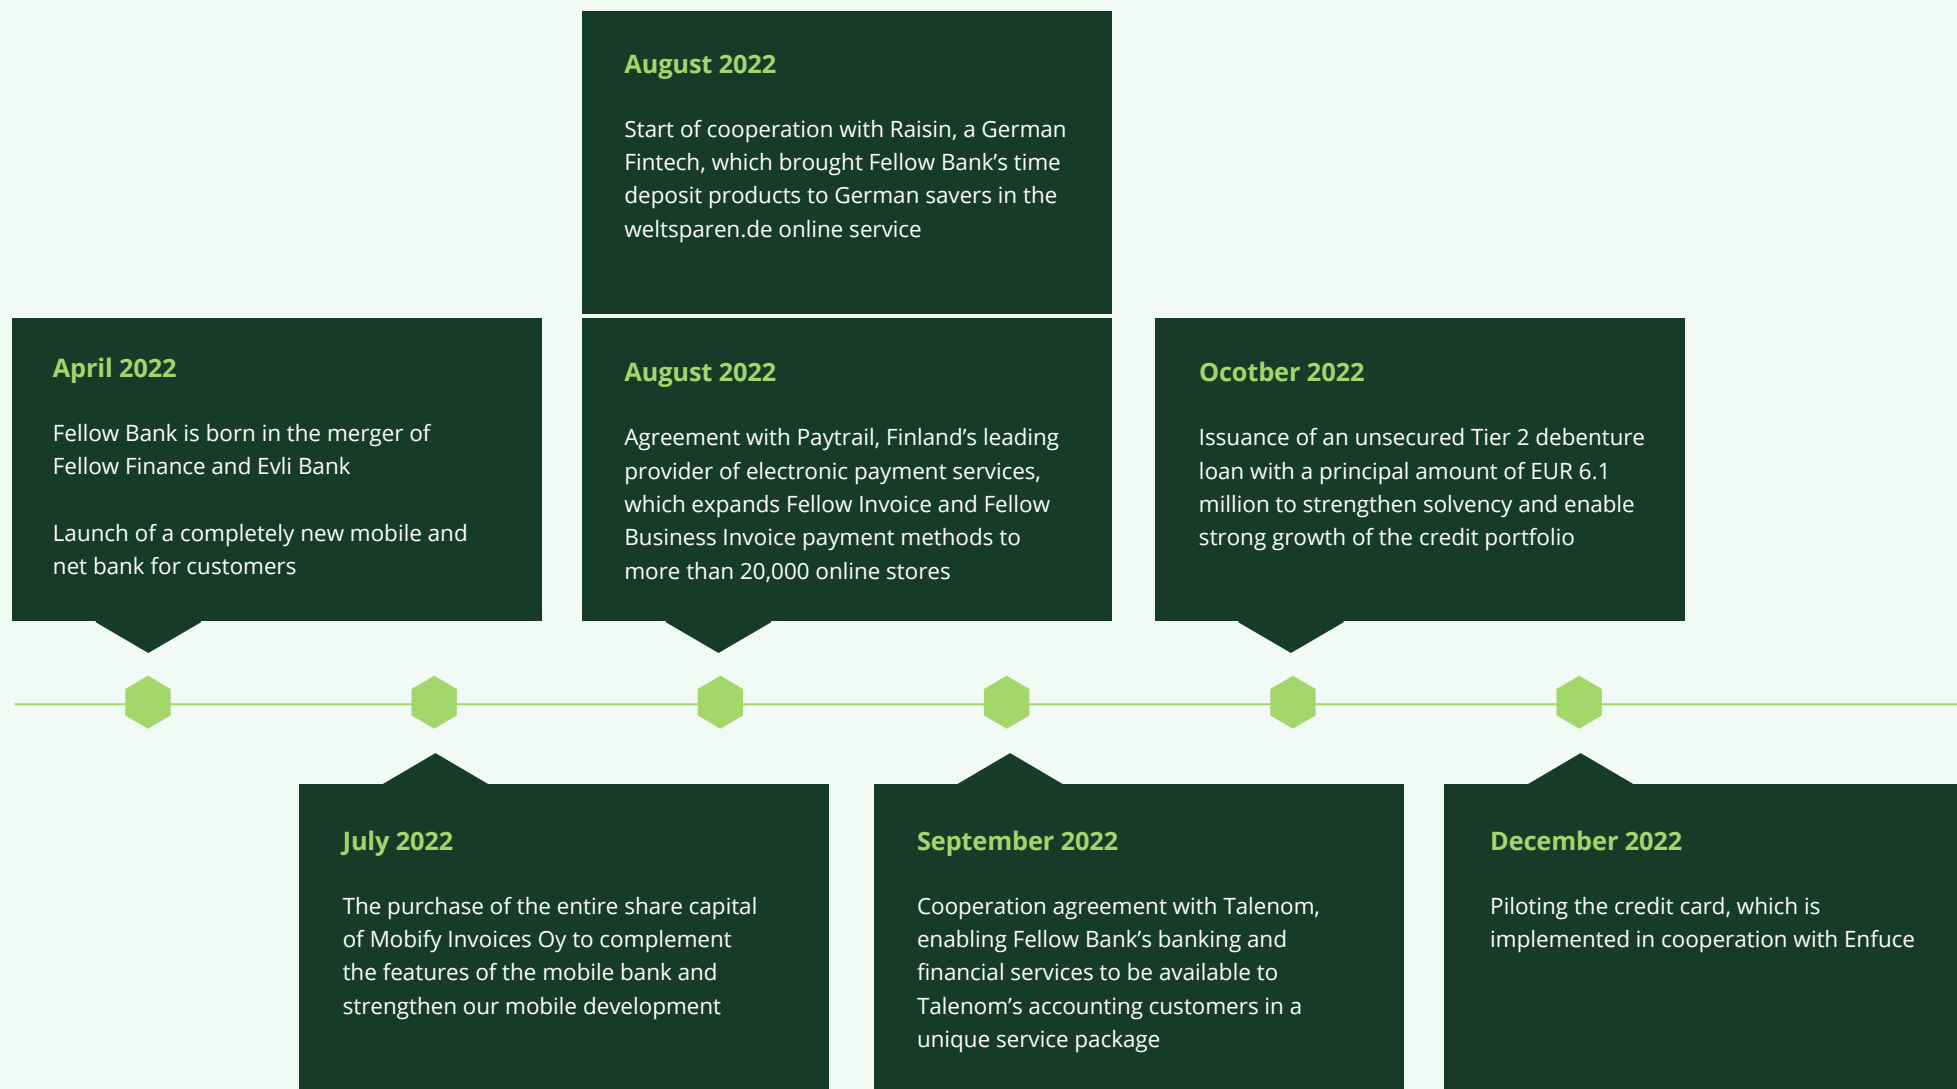 August 2022
Start of cooperation with Raisin, a German
Fintech, which brought Fellow Bank’s time
deposit products to German savers in the
weltsparen.de online service
April 2022
Fellow Bank is born in the merger of
Fellow Finance and Evli Bank
Launch of a completely new mobile and
net bank for customers
August 2022
Agreement with Paytrail, Finland’s leading
provider of electronic payment services,
which expands Fellow Invoice and Fellow
Business Invoice payment methods to
more than 20,000 online stores
Ocotber 2022
Issuance of an unsecured Tier 2 debenture
loan with a principal amount of EUR 6.1
million to strengthen solvency and enable
strong growth of the credit portfolio
July 2022
The purchase of the entire share capital
of Mobify Invoices Oy to complement
the features of the mobile bank and
strengthen our mobile development
September 2022
Cooperation agreement with Talenom,
enabling Fellow Bank’s banking and
financial services to be available to
Talenom’s accounting customers in a
unique service package
December 2022
Piloting the credit card, which is
implemented in cooperation with Enfuce